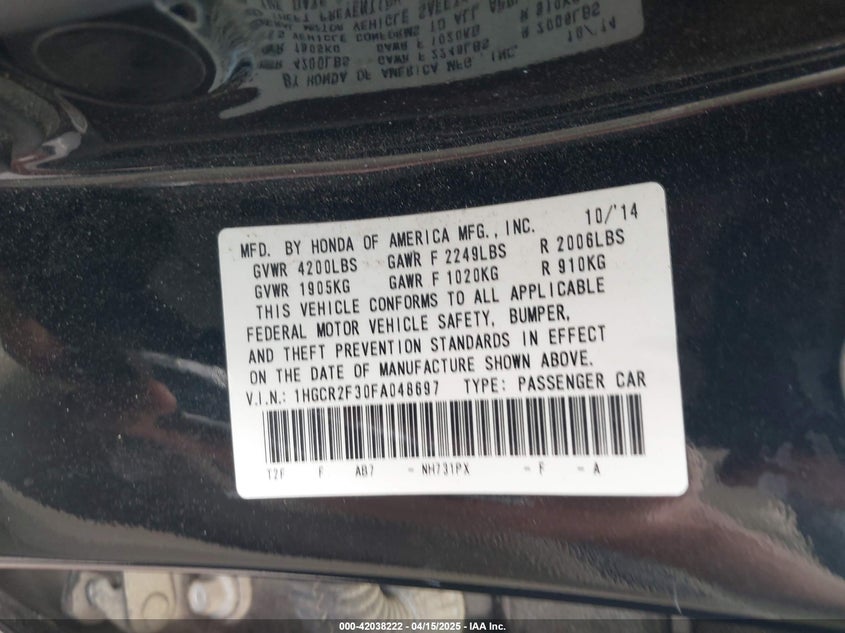 10/'14
MFD. BY HONDA OF AMERICA MFG., INC.
GVWR 4200LBS GAWR F 2249LBS R 2006LBS
GVWR 1905KG GAWR F 1020KG R 910KG
THIS VEHICLE CONFORMS TO ALL APPLICABLE
FEDERAL MOTOR VEHICLE SAFETY, BUMPER,
AND THEFT PREVENTION STANDARDS IN EFFECT
ON THE DATE OF MANUFACTURE SHOWN ABOVE.
V.I.N.: 1HGCR2F30FA048697 TYPE: PASSENGER CAR
T2F F AB7 - NH731PX - F - A
000-42038222 - 04/15/2025 - IAA Inc.